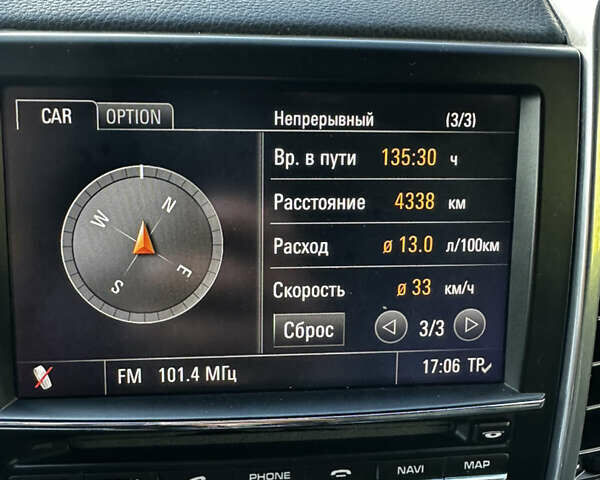 CAR OPTION
Непрерывный (3/3)
Вр. в пути 135:30 ч
Расстояние 4338 км
Расход ø 13.0 л/100км
Скорость ø 33 км/ч
Сброс 3/3
N
W
E
S
FM 101.4 МГц 17:06 TP
PHONE NAVI MAP